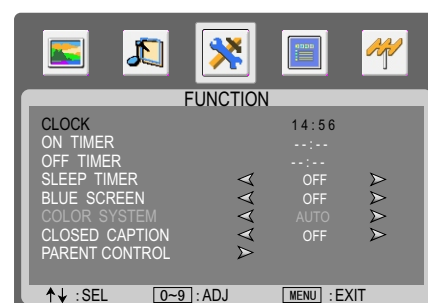 FUNCTION
CLOCK 14:56
ON TIMER --:--
OFF TIMER --:--
SLEEP TIMER OFF
BLUE SCREEN OFF
COLOR SYSTEM AUTO
CLOSED CAPTION OFF
PARENT CONTROL
:SEL 0~9 :ADJ MENU :EXIT